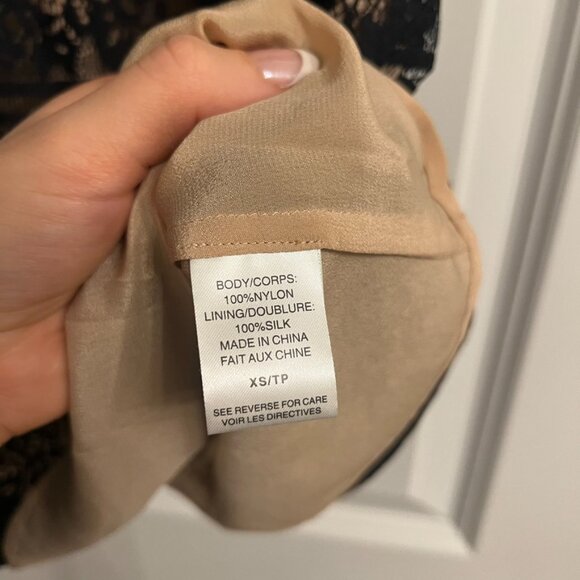 BODY/CORPS:
100%NYLON
LINING/DOUBLURE:
100%SILK
MADE IN CHINA
FAIT AUX CHINE
XS/TP
SEE REVERSE FOR CARE
VOIR LES DIRECTIVES